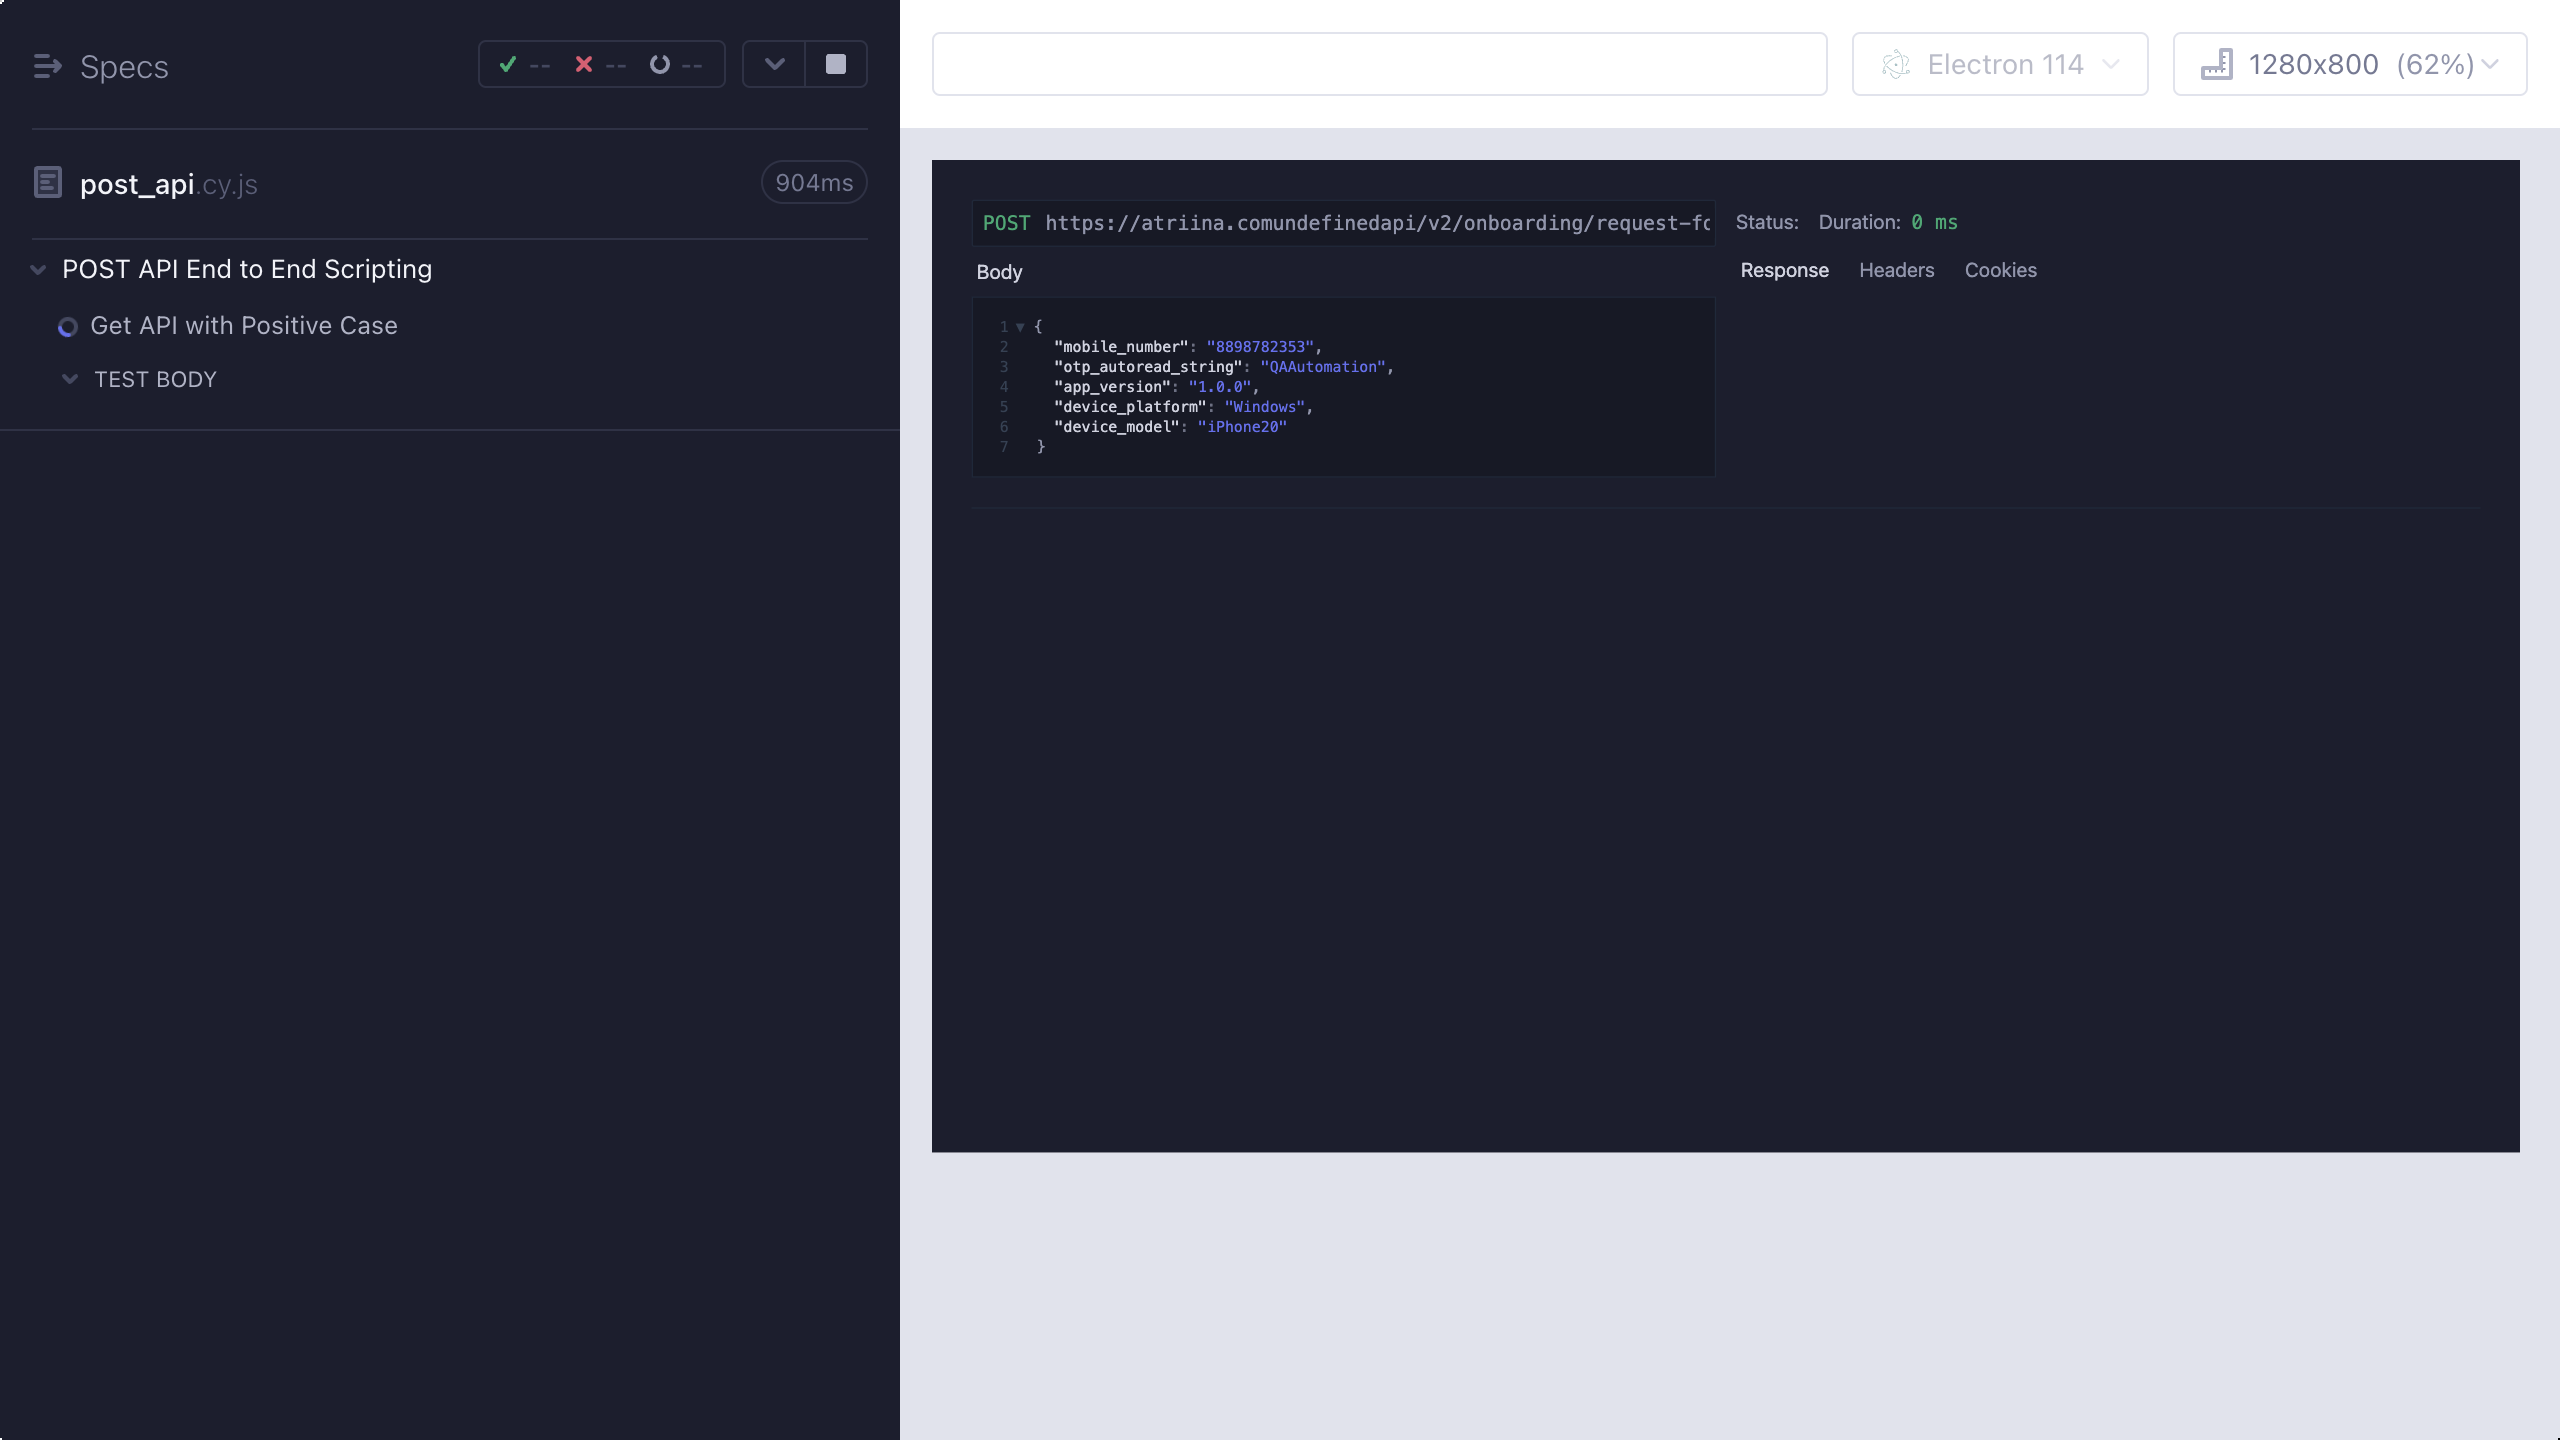 Specs
-- -- --
post_api.cy.js
904ms
POST API End to End Scripting
Get API with Positive Case
TEST BODY
Electron 114
1280x800 (62%)
POST https://atriina.comundefinedapi/v2/onboarding/request-fo
Status: Duration: 0 ms
Body
Response Headers Cookies
1 {
2 "mobile_number": "8898782353",
3 "otp_autoread_string": "QAAutomation",
4 "app_version": "1.0.0",
5 "device_platform": "Windows",
6 "device_model": "iPhone20"
7 }